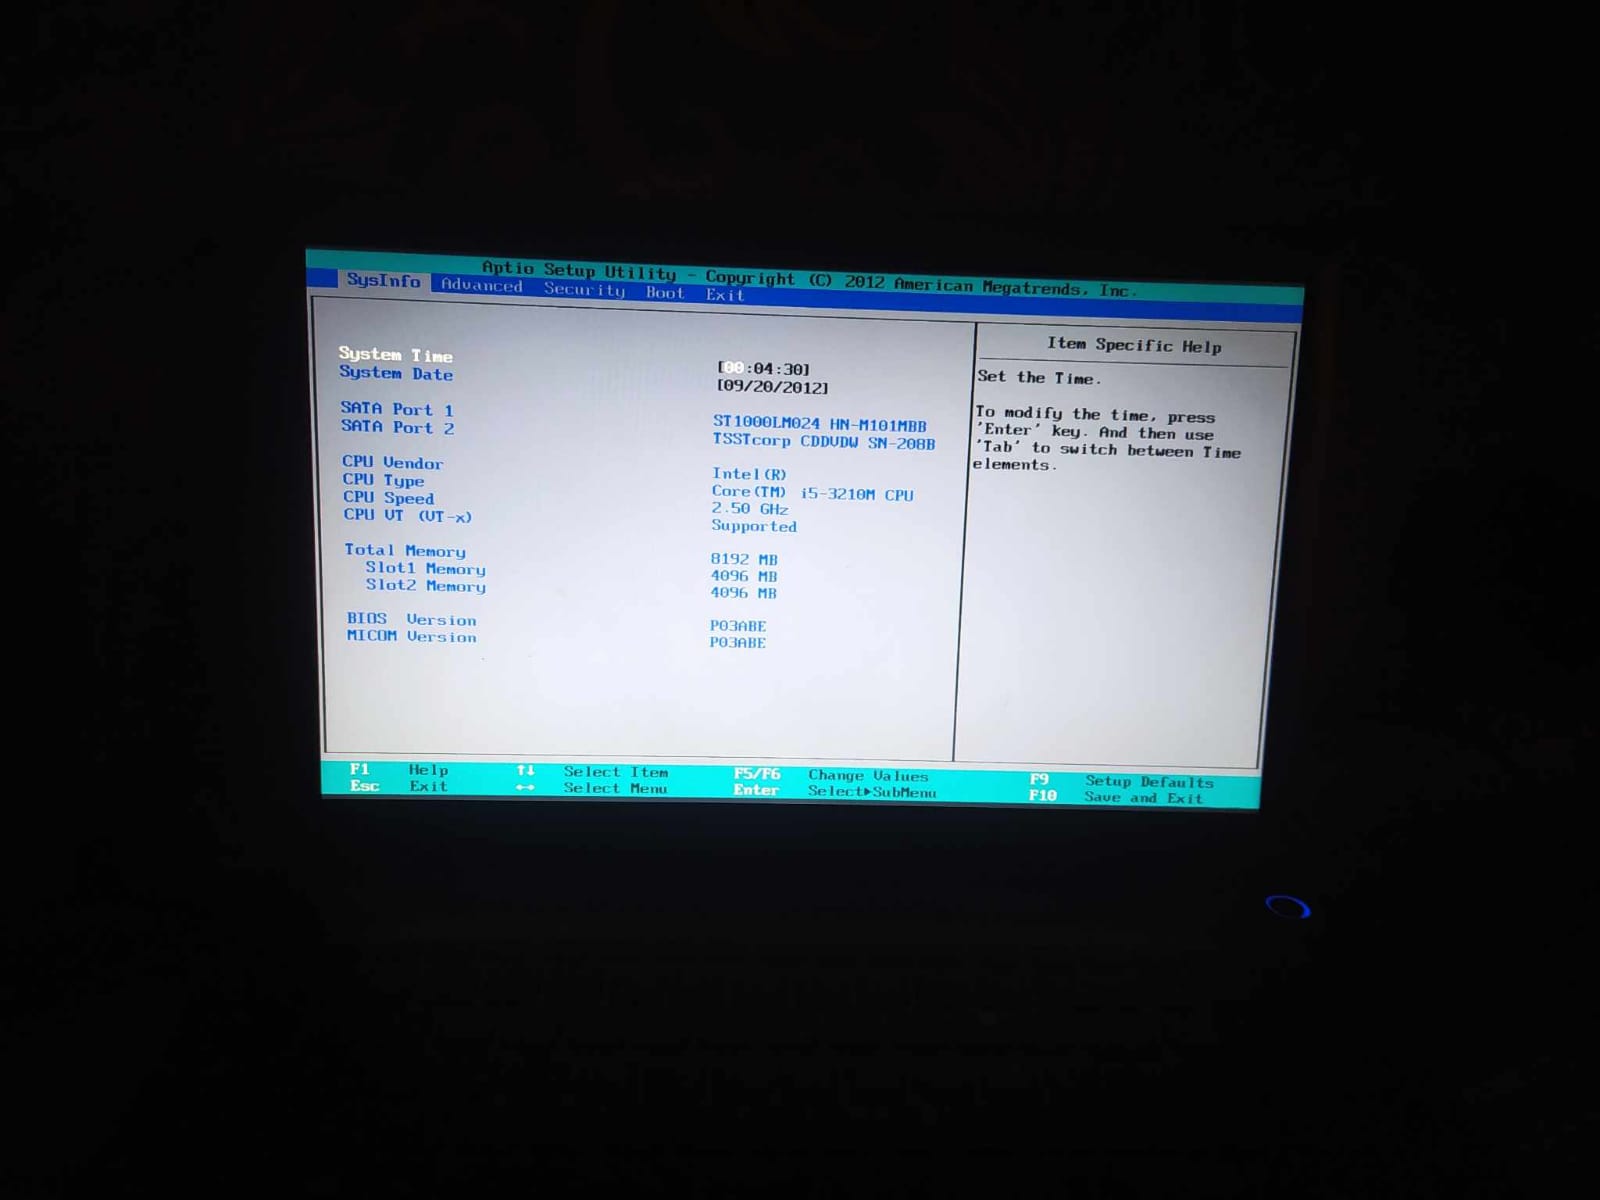 Aptio Setup Utility - Copyright (C) 2012 American Megatrends, Inc.
SysInfo Advanced Security Boot Exit
System Time [00:04:30]
System Date [09/20/2012]
SATA Port 1 ST1000LM024 HN-M101MBB
SATA Port 2 TSSTcorp CDDVDW SN-208B
CPU Vendor Intel(R)
CPU Type Core(TM) i5-3210M CPU
CPU Speed 2.50 GHz
CPU VT (VT-x) Supported
Total Memory 8192 MB
Slot1 Memory 4096 MB
Slot2 Memory 4096 MB
BIOS Version P03ABE
MICOM Version P03ABE
Item Specific Help
Set the Time.
To modify the time, press
'Enter' key. And then use
'Tab' to switch between Time
elements.
F1 Help ↑↓ Select Item F5/F6 Change Values F9 Setup Defaults
Esc Exit ←→ Select Menu Enter Select▶SubMenu F10 Save and Exit